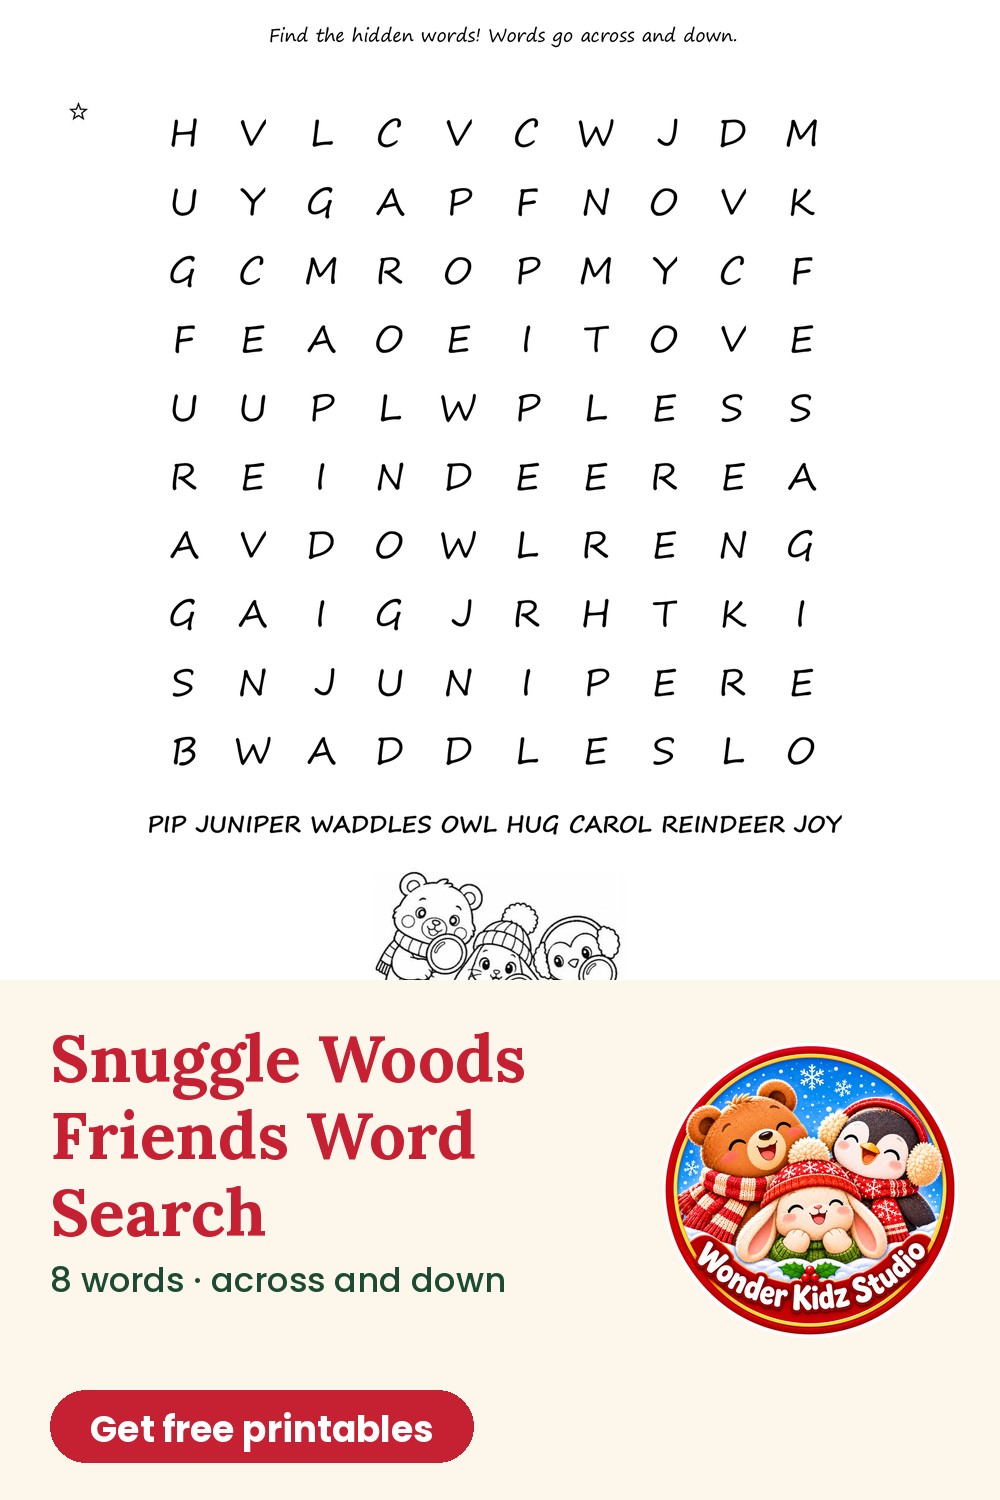 Find the hidden words! Words go across and down.
H V L C V C W J D M
U Y G A P F N O V K
G C M R O P M Y C F
F E A O E I T O V E
U U P L W P L E S S
R E I N D E E R E A
A V D O W L R E N G
G A I G J R H T K I
S N J U N I P E R E
B W A D D L E S L O
PIP JUNIPER WADDLES OWL HUG CAROL REINDEER JOY
Snuggle Woods
Friends Word
Search
8 words · across and down
Wonder Kidz Studio
Get free printables